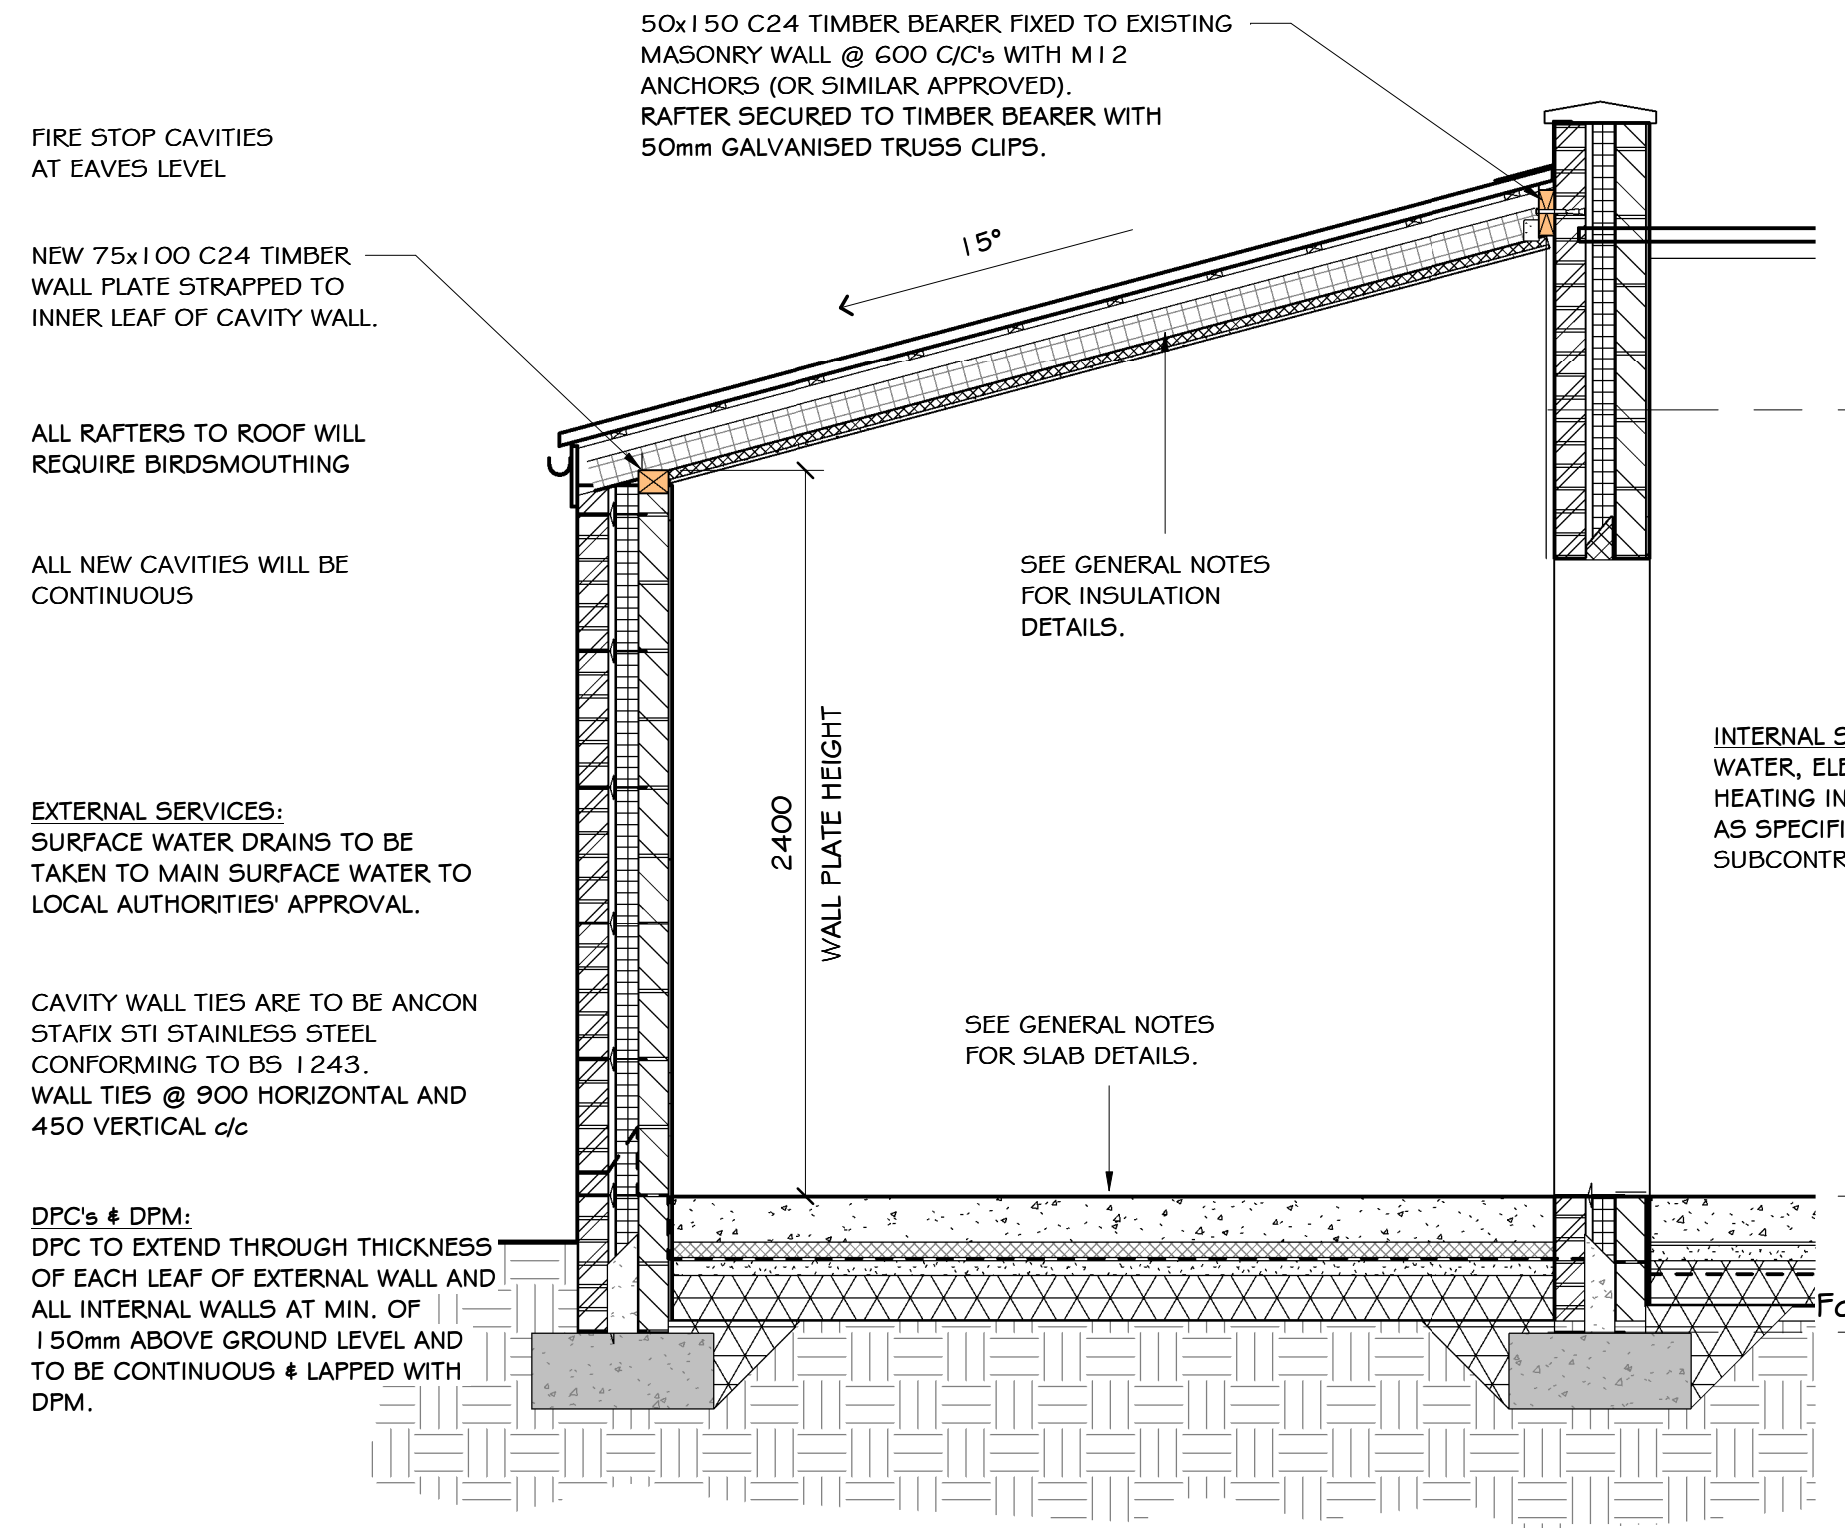 50x150 C24 TIMBER BEARER FIXED TO EXISTING
MASONRY WALL @ 600 C/C's WITH M12
ANCHORS (OR SIMILAR APPROVED).
RAFTER SECURED TO TIMBER BEARER WITH
50mm GALVANISED TRUSS CLIPS.
FIRE STOP CAVITIES
AT EAVES LEVEL
15°
NEW 75x100 C24 TIMBER
WALL PLATE STRAPPED TO
INNER LEAF OF CAVITY WALL.
ALL RAFTERS TO ROOF WILL
REQUIRE BIRDSMOUTHING
ALL NEW CAVITIES WILL BE
CONTINUOUS
SEE GENERAL NOTES
FOR INSULATION
DETAILS.
2400
WALL PLATE HEIGHT
INTERNAL S
WATER, ELE
HEATING IN
AS SPECIFI
SUBCONTR
EXTERNAL SERVICES:
SURFACE WATER DRAINS TO BE
TAKEN TO MAIN SURFACE WATER TO
LOCAL AUTHORITIES' APPROVAL.
CAVITY WALL TIES ARE TO BE ANCON
STAFIX STI STAINLESS STEEL
CONFORMING TO BS 1243.
WALL TIES @ 900 HORIZONTAL AND
450 VERTICAL c/c
SEE GENERAL NOTES
FOR SLAB DETAILS.
DPC's & DPM:
DPC TO EXTEND THROUGH THICKNESS
OF EACH LEAF OF EXTERNAL WALL AND
ALL INTERNAL WALLS AT MIN. OF
150mm ABOVE GROUND LEVEL AND
TO BE CONTINUOUS & LAPPED WITH
DPM.